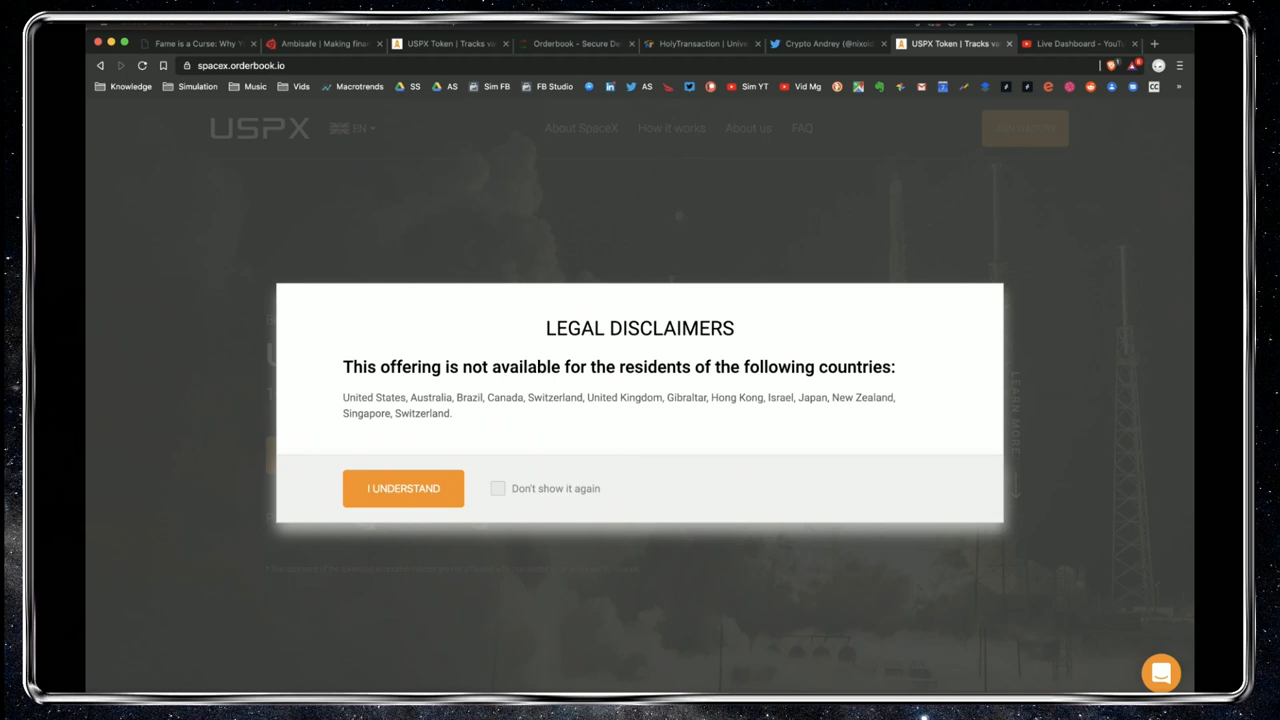 Fame is a Curse: Why Y
Ambisafe | Making finan
USPX Token | Tracks va
Orderbook - Secure De
HolyTransaction | Unive
Crypto Andrey (@nixoid
USPX Token | Tracks va
Live Dashboard - YouTu
spacex.orderbook.io
Knowledge
Simulation
Music
Vids
Macrotrends
SS
AS
Sim FB
FB Studio
AS
Sim YT
Vid Mg
USPX
EN
About SpaceX
How it works
About us
FAQ
LEGAL DISCLAIMERS
This offering is not available for the residents of the following countries:
United States, Australia, Brazil, Canada, Switzerland, United Kingdom, Gibraltar, Hong Kong, Israel, Japan, New Zealand,
Singapore, Switzerland.
LEARN MORE
I UNDERSTAND
Don't show it again